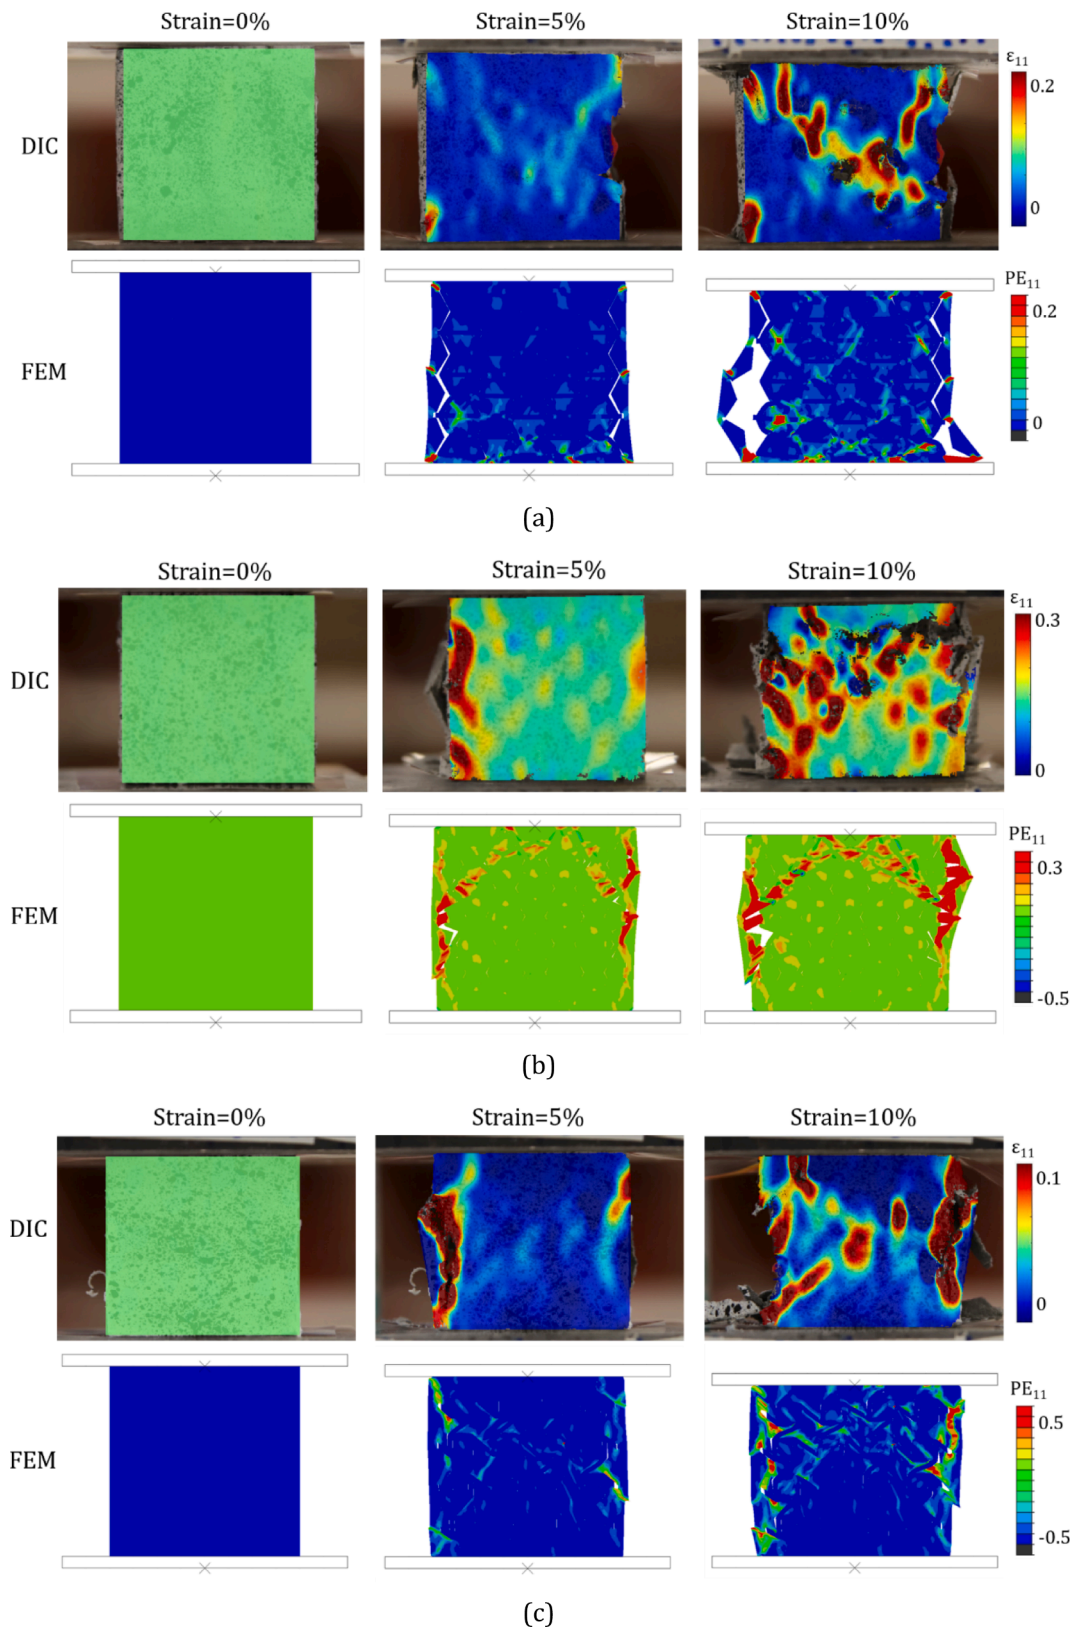 Strain=0% Strain=5% Strain=10%
ε11
0.2
DIC
0
PE11
0.2
FEM
0
(a)
Strain=0% Strain=5% Strain=10%
ε11
0.3
DIC
0
PE11
0.3
FEM
-0.5
(b)
Strain=0% Strain=5% Strain=10%
ε11
0.1
DIC
0
PE11
0.5
FEM
-0.5
(c)